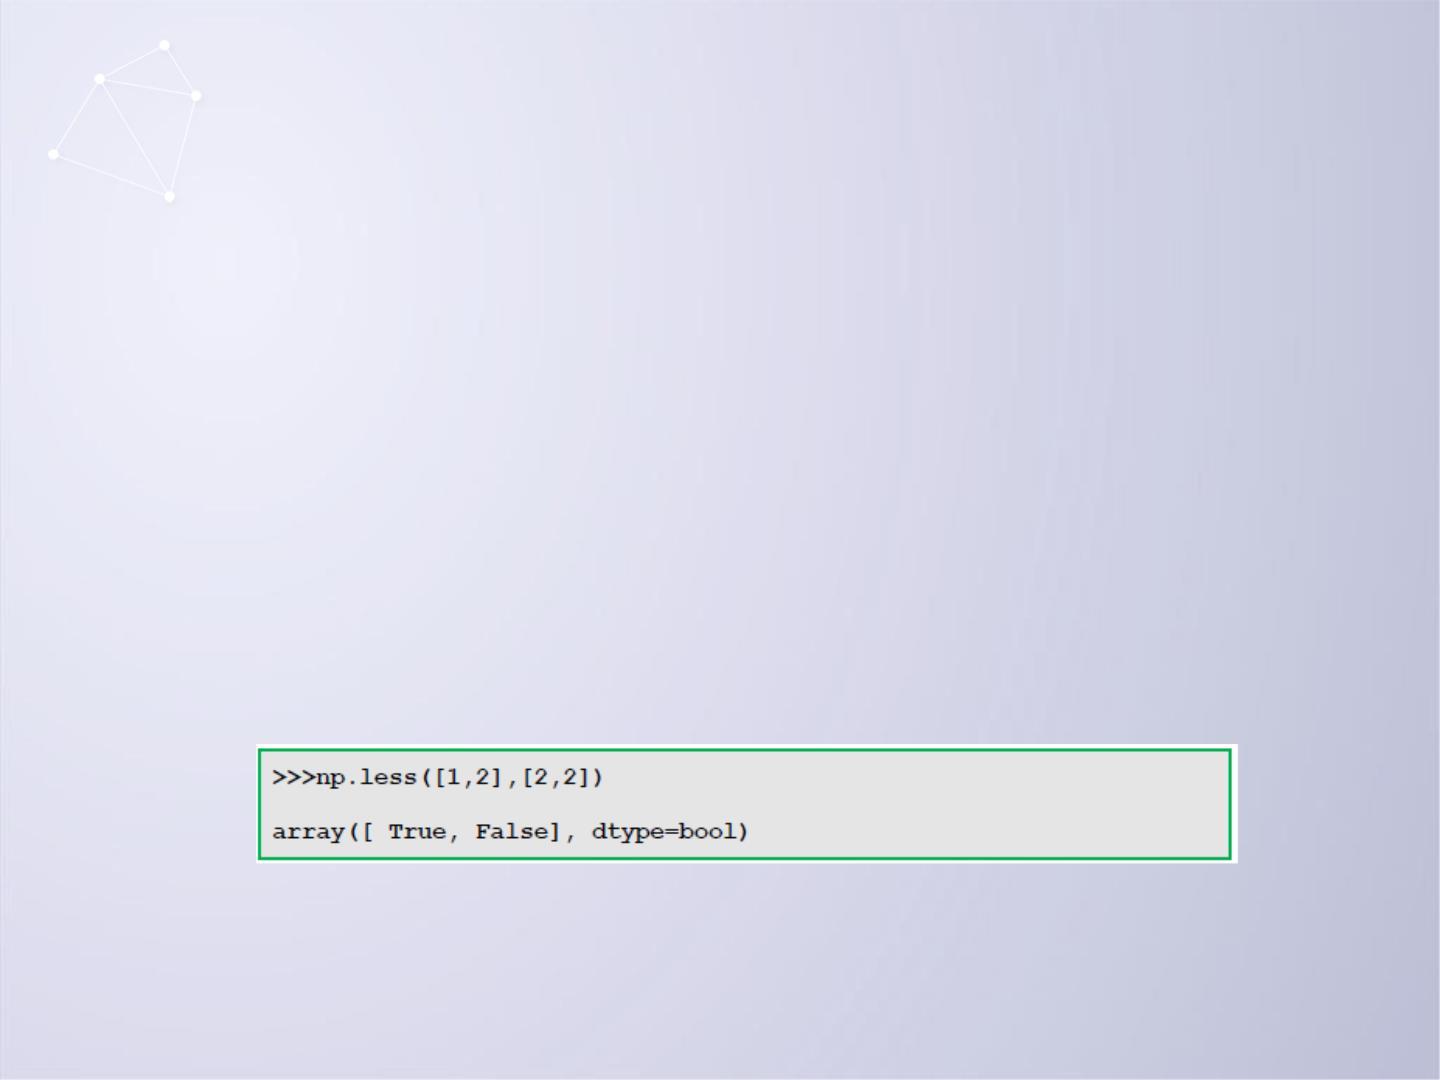 >>>np.less([1,2],[2,2])
array([ True, False], dtype=bool)